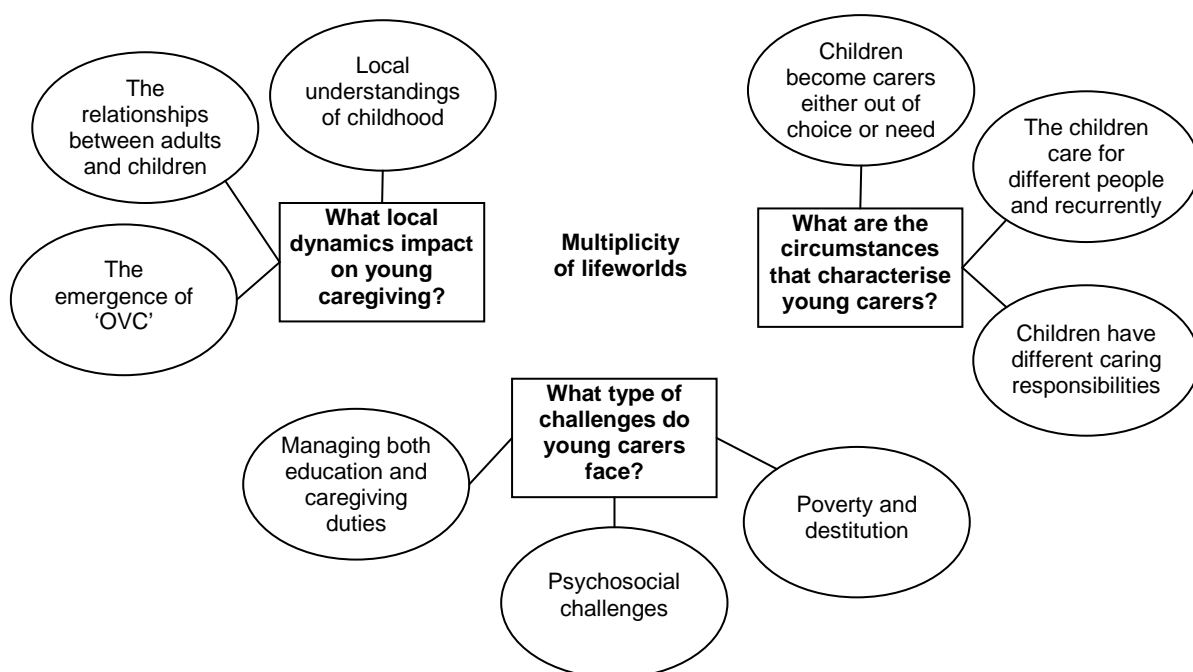 The
relationships
between adults
and children
Local
understandings
of childhood
The
emergence of
‘OVC’
What local
dynamics impact
on young
caregiving?
Multiplicity
of lifeworlds
Children
become carers
either out of
choice or need
The children
care for
different people
and recurrently
What are the
circumstances
that characterise
young carers?
Children have
different caring
responsibilities
What type of
challenges do
young carers
face?
Managing both
education and
caregiving
duties
Psychosocial
challenges
Poverty and
destitution